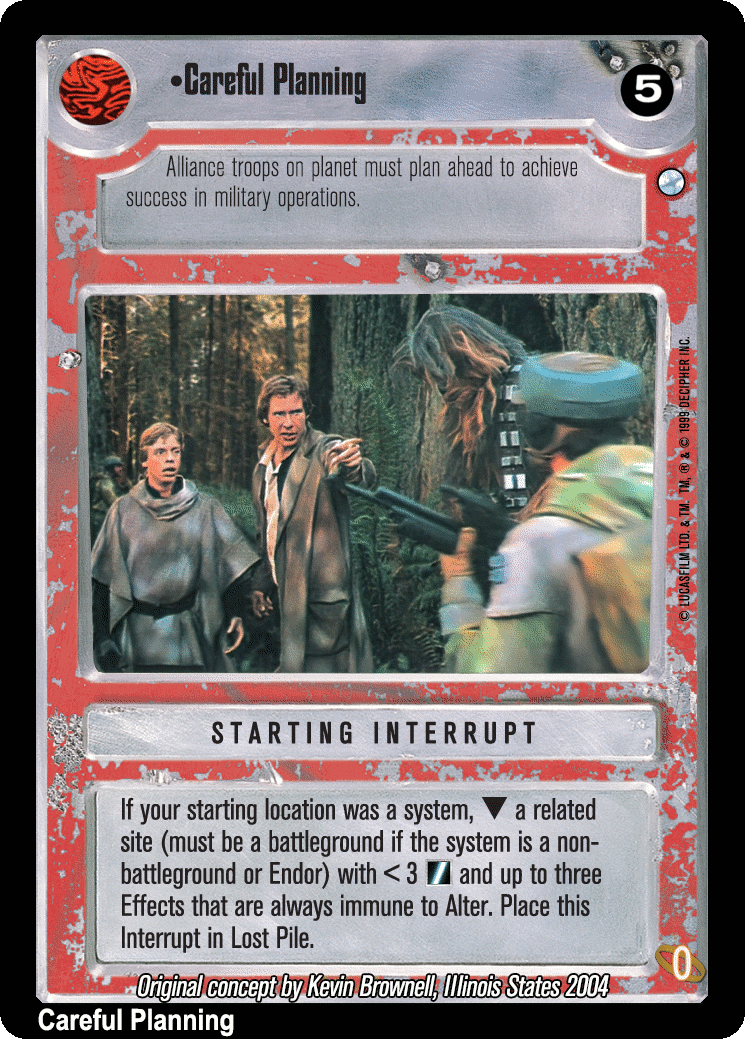 •Careful Planning
5
Alliance troops on planet must plan ahead to achieve
success in military operations.
© LUCASFILM LTD. & TM. TM, ® & © 1999 DECIPHER INC.
STARTING INTERRUPT
If your starting location was a system, ▼ a related
site (must be a battleground if the system is a non-
battleground or Endor) with < 3 and up to three
Effects that are always immune to Alter. Place this
Interrupt in Lost Pile.
0
Original concept by Kevin Brownell, Illinois States 2004
Careful Planning